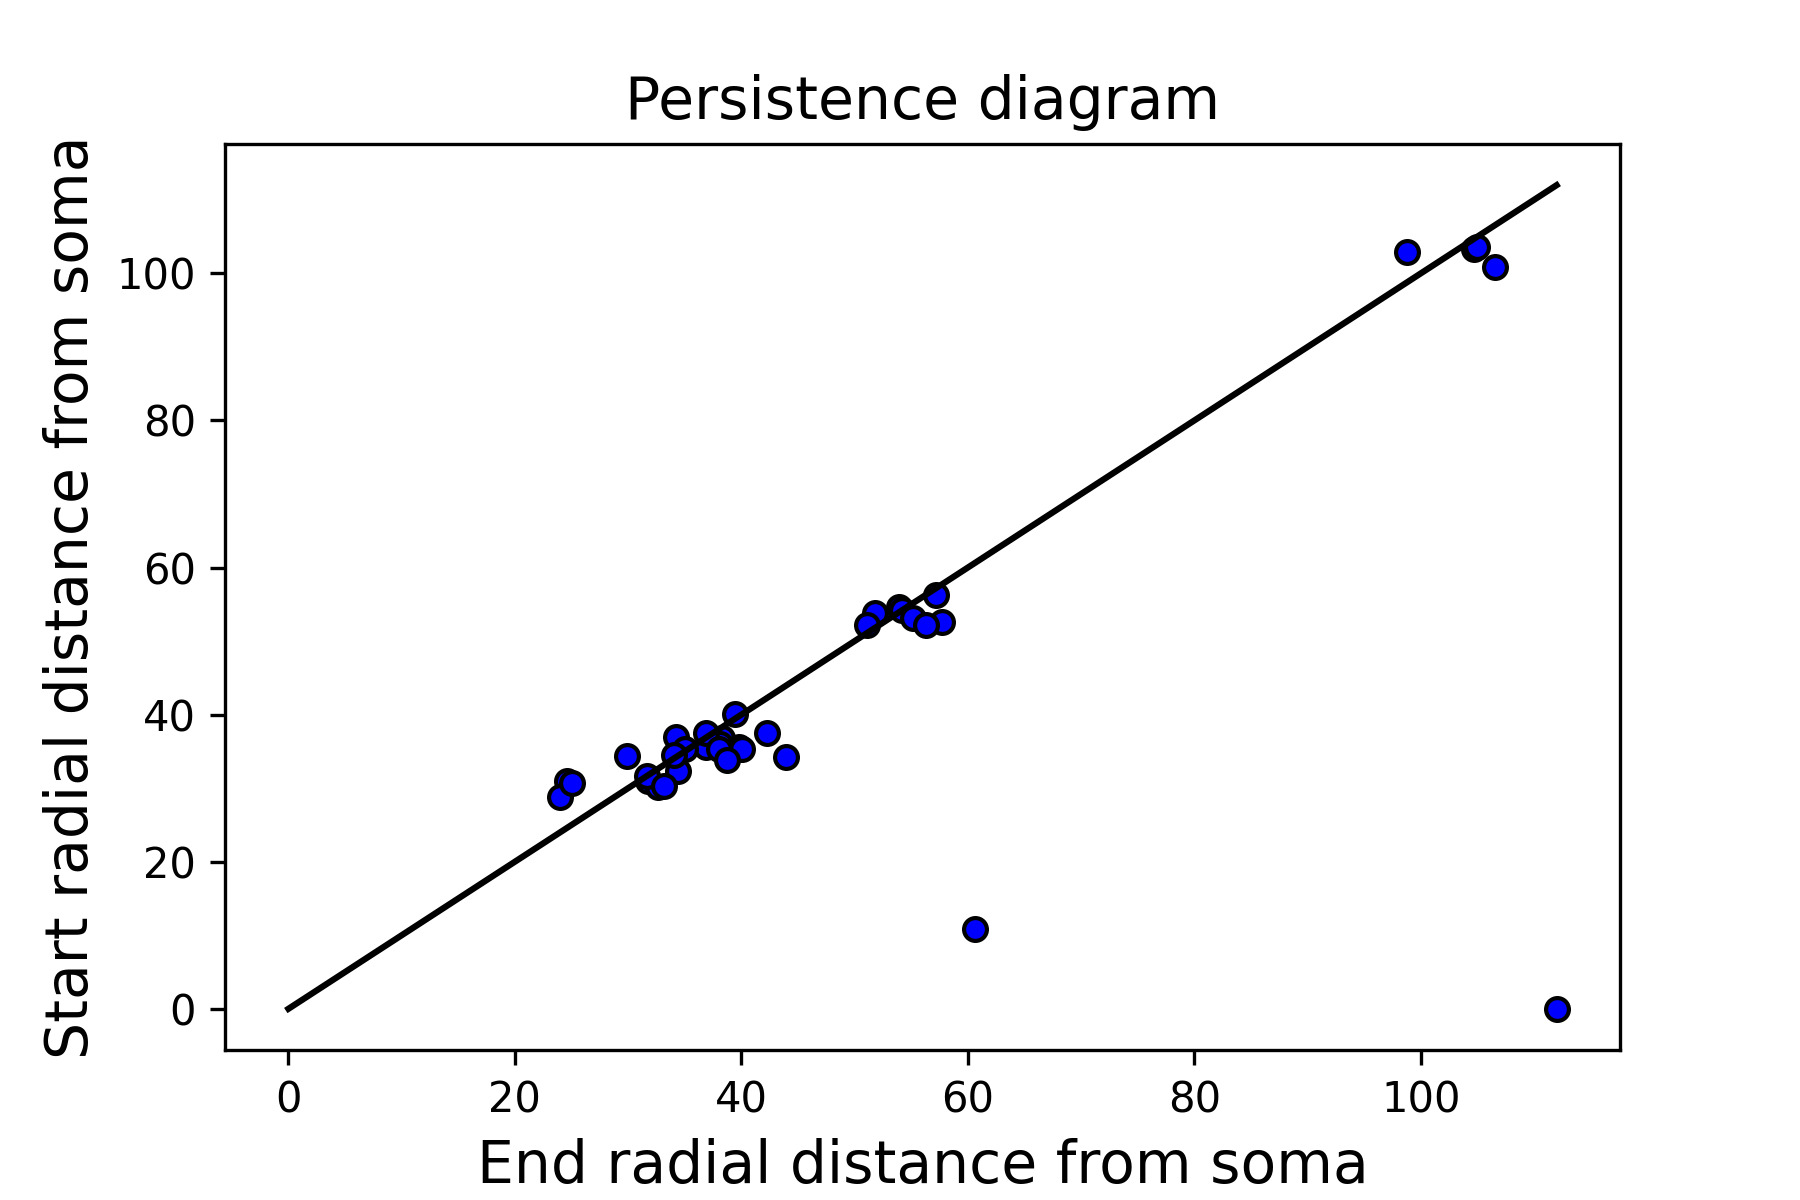 Persistence diagram
Start radial distance from soma
100
80
60
40
20
0
0 20 40 60 80 100
End radial distance from soma